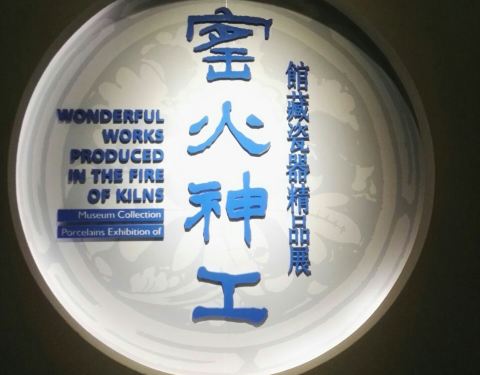 館藏瓷器精品展
窑火神工
WONDERFUL
WORKS
PRODUCED
IN THE FIRE
OF KILNS
Museum Collection
Porcelains Exhibition of